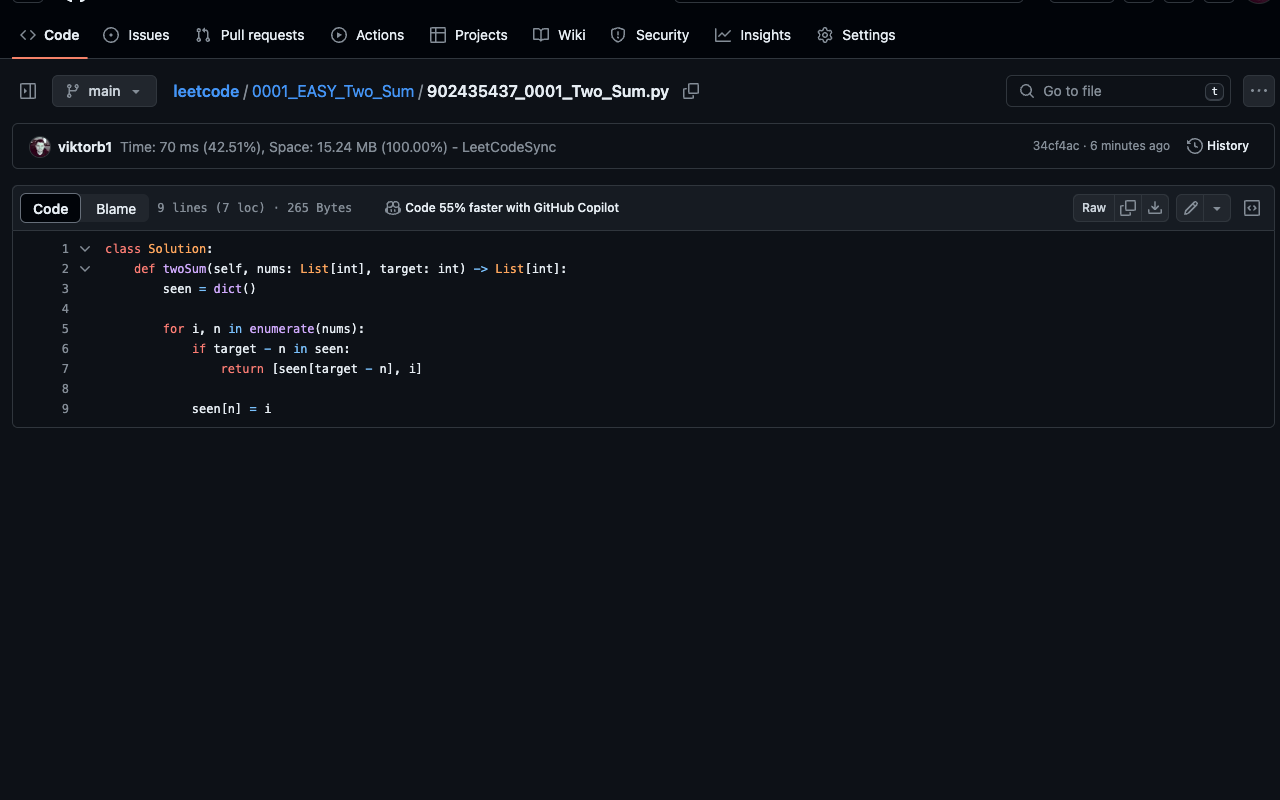 Code Issues Pull requests Actions Projects Wiki Security Insights Settings
main leetcode / 0001_EASY_Two_Sum / 902435437_0001_Two_Sum.py Go to file t
viktorb1 Time: 70 ms (42.51%), Space: 15.24 MB (100.00%) - LeetCodeSync 34cf4ac · 6 minutes ago History
Code Blame 9 lines (7 loc) · 265 Bytes Code 55% faster with GitHub Copilot Raw
1 class Solution:
2 def twoSum(self, nums: List[int], target: int) -> List[int]:
3 seen = dict()
4
5 for i, n in enumerate(nums):
6 if target - n in seen:
7 return [seen[target - n], i]
8
9 seen[n] = i